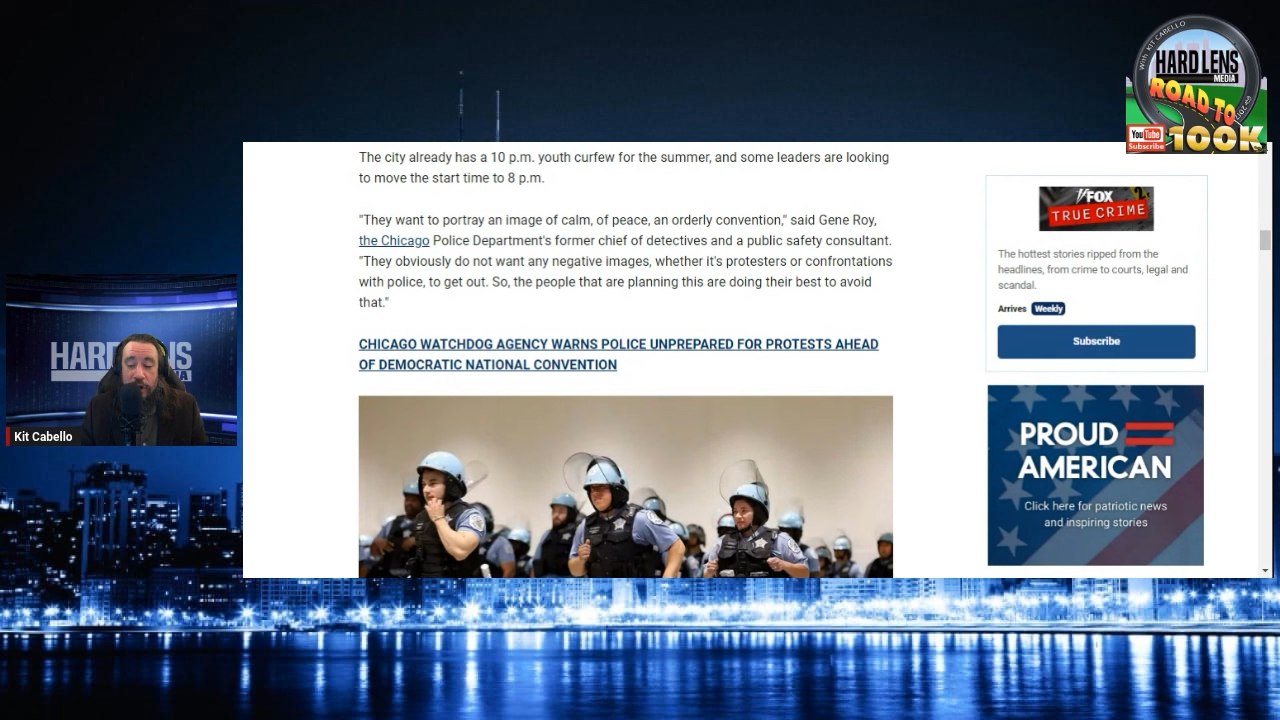 With KIT CABELLO
HARD LENS
MEDIA
ROAD TO
100K
YouTube
Subscribe
The city already has a 10 p.m. youth curfew for the summer, and some leaders are looking
to move the start time to 8 p.m.
"They want to portray an image of calm, of peace, an orderly convention," said Gene Roy,
the Chicago Police Department's former chief of detectives and a public safety consultant.
"They obviously do not want any negative images, whether it's protesters or confrontations
with police, to get out. So, the people that are planning this are doing their best to avoid
that."
CHICAGO WATCHDOG AGENCY WARNS POLICE UNPREPARED FOR PROTESTS AHEAD
OF DEMOCRATIC NATIONAL CONVENTION
FOX
TRUE CRIME
The hottest stories ripped from the
headlines, from crime to courts, legal and
scandal.
Arrives Weekly
Subscribe
PROUD
AMERICAN
Click here for patriotic news
and inspiring stories
Kit Cabello